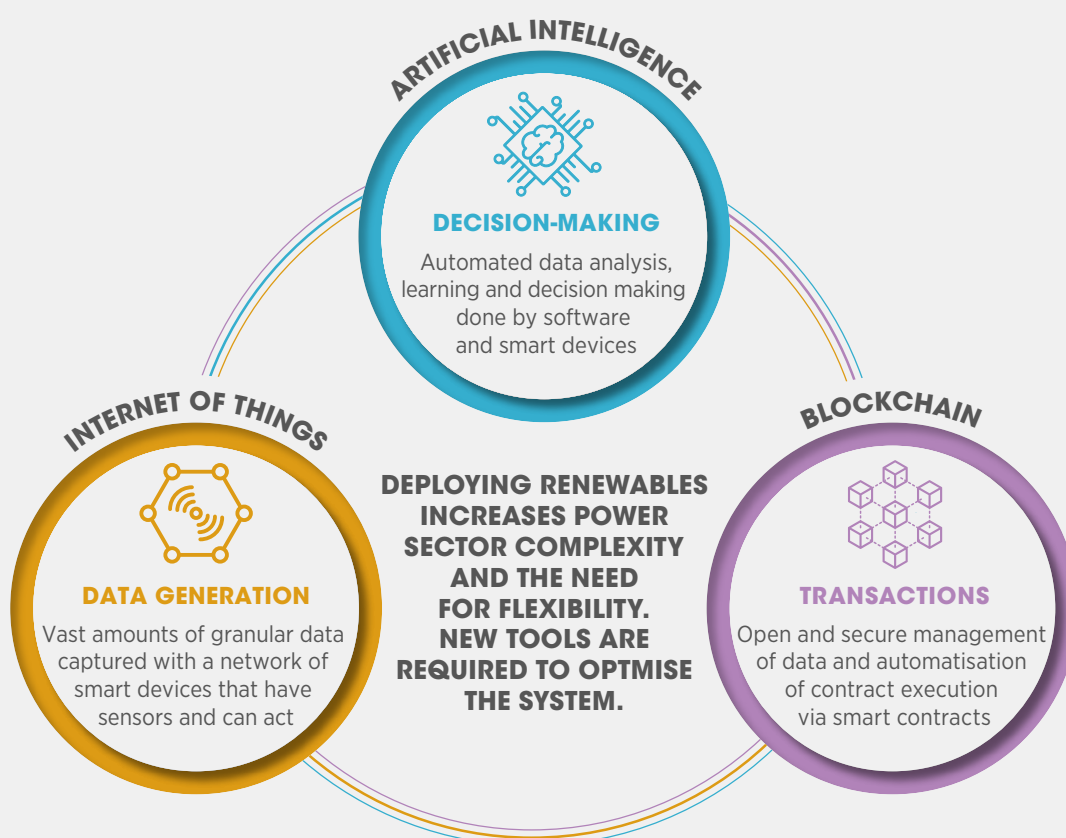 ARTIFICIAL INTELLIGENCE
DECISION-MAKING
Automated data analysis,
learning and decision making
done by software
and smart devices
INTERNET OF THINGS
DATA GENERATION
Vast amounts of granular data
captured with a network of
smart devices that have
sensors and can act
DEPLOYING RENEWABLES
INCREASES POWER
SECTOR COMPLEXITY
AND THE NEED
FOR FLEXIBILITY.
NEW TOOLS ARE
REQUIRED TO OPTMISE
THE SYSTEM.
BLOCKCHAIN
TRANSACTIONS
Open and secure management
of data and automatisation
of contract execution
via smart contracts